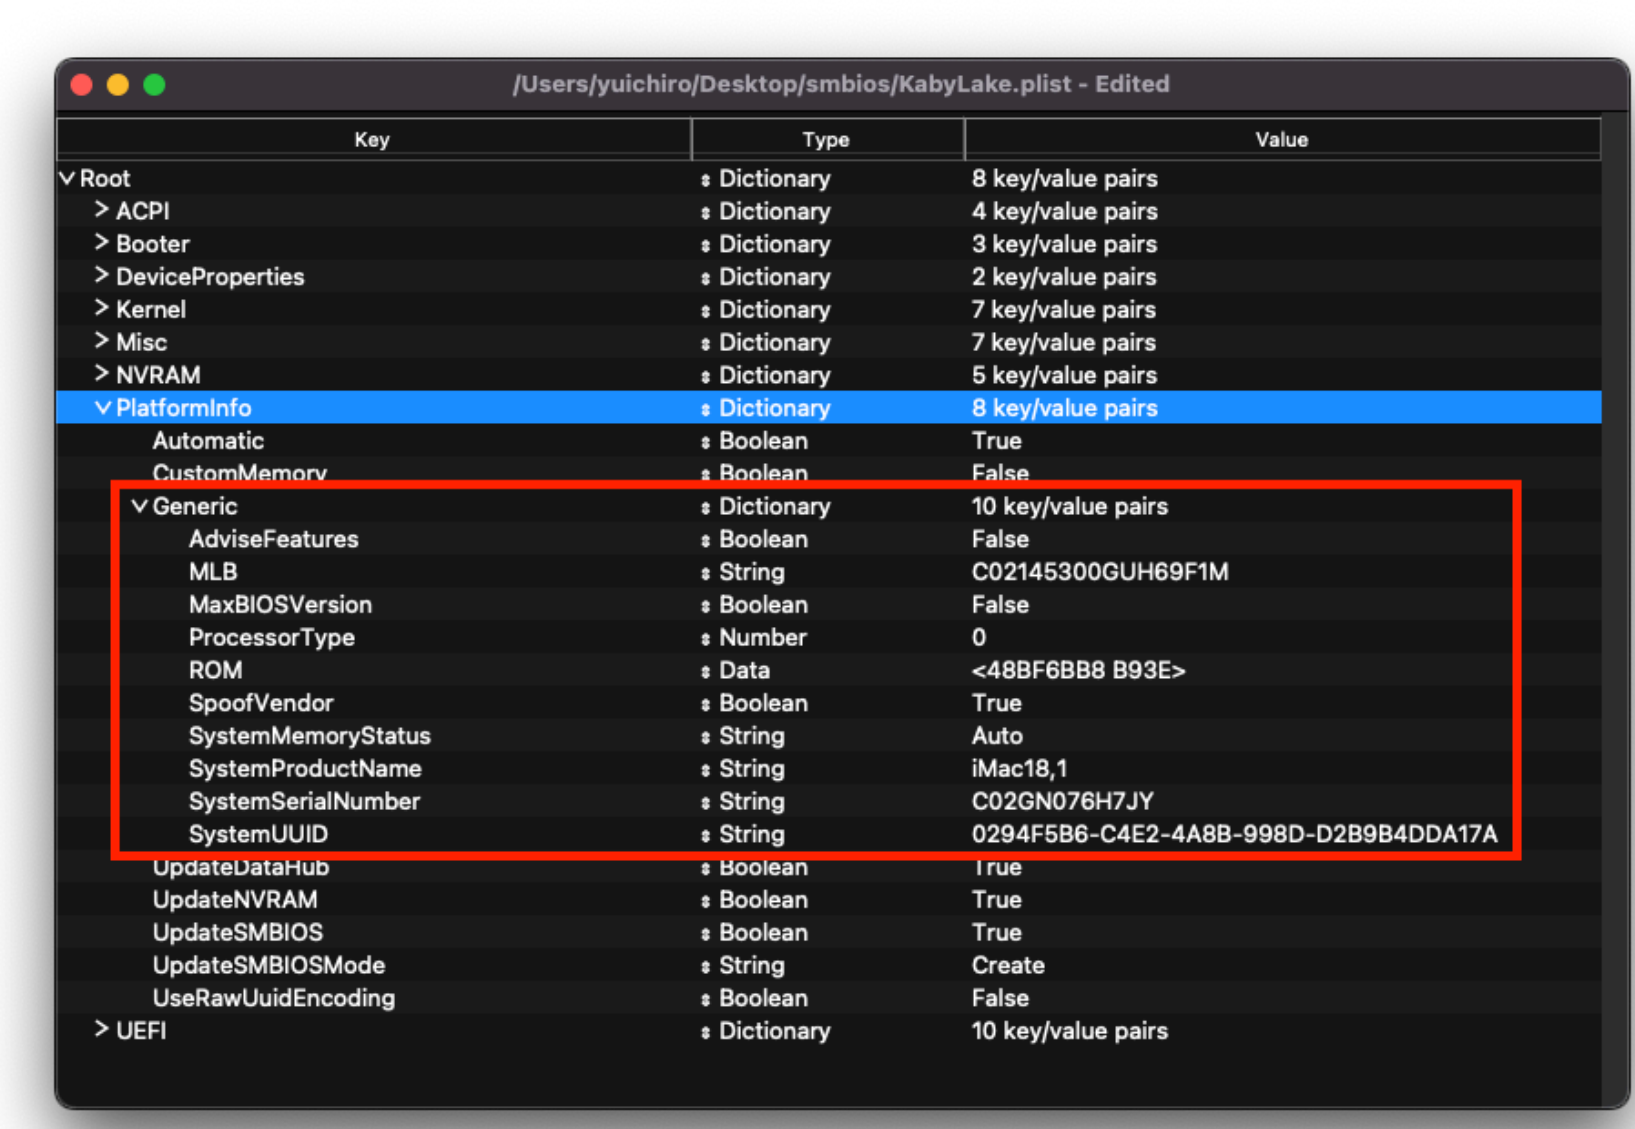 /Users/yuichiro/Desktop/smbios/KabyLake.plist - Edited
Key Type Value
Root Dictionary 8 key/value pairs
ACPI Dictionary 4 key/value pairs
Booter Dictionary 3 key/value pairs
DeviceProperties Dictionary 2 key/value pairs
Kernel Dictionary 7 key/value pairs
Misc Dictionary 7 key/value pairs
NVRAM Dictionary 5 key/value pairs
PlatformInfo Dictionary 8 key/value pairs
Automatic Boolean True
CustomMemory Boolean False
Generic Dictionary 10 key/value pairs
AdviseFeatures Boolean False
MLB String C02145300GUH69F1M
MaxBIOSVersion Boolean False
ProcessorType Number 0
ROM Data <48BF6BB8 B93E>
SpoofVendor Boolean True
SystemMemoryStatus String Auto
SystemProductName String iMac18,1
SystemSerialNumber String C02GN076H7JY
SystemUUID String 0294F5B6-C4E2-4A8B-998D-D2B9B4DDA17A
UpdateDataHub Boolean True
UpdateNVRAM Boolean True
UpdateSMBIOS Boolean True
UpdateSMBIOSMode String Create
UseRawUuidEncoding Boolean False
UEFI Dictionary 10 key/value pairs